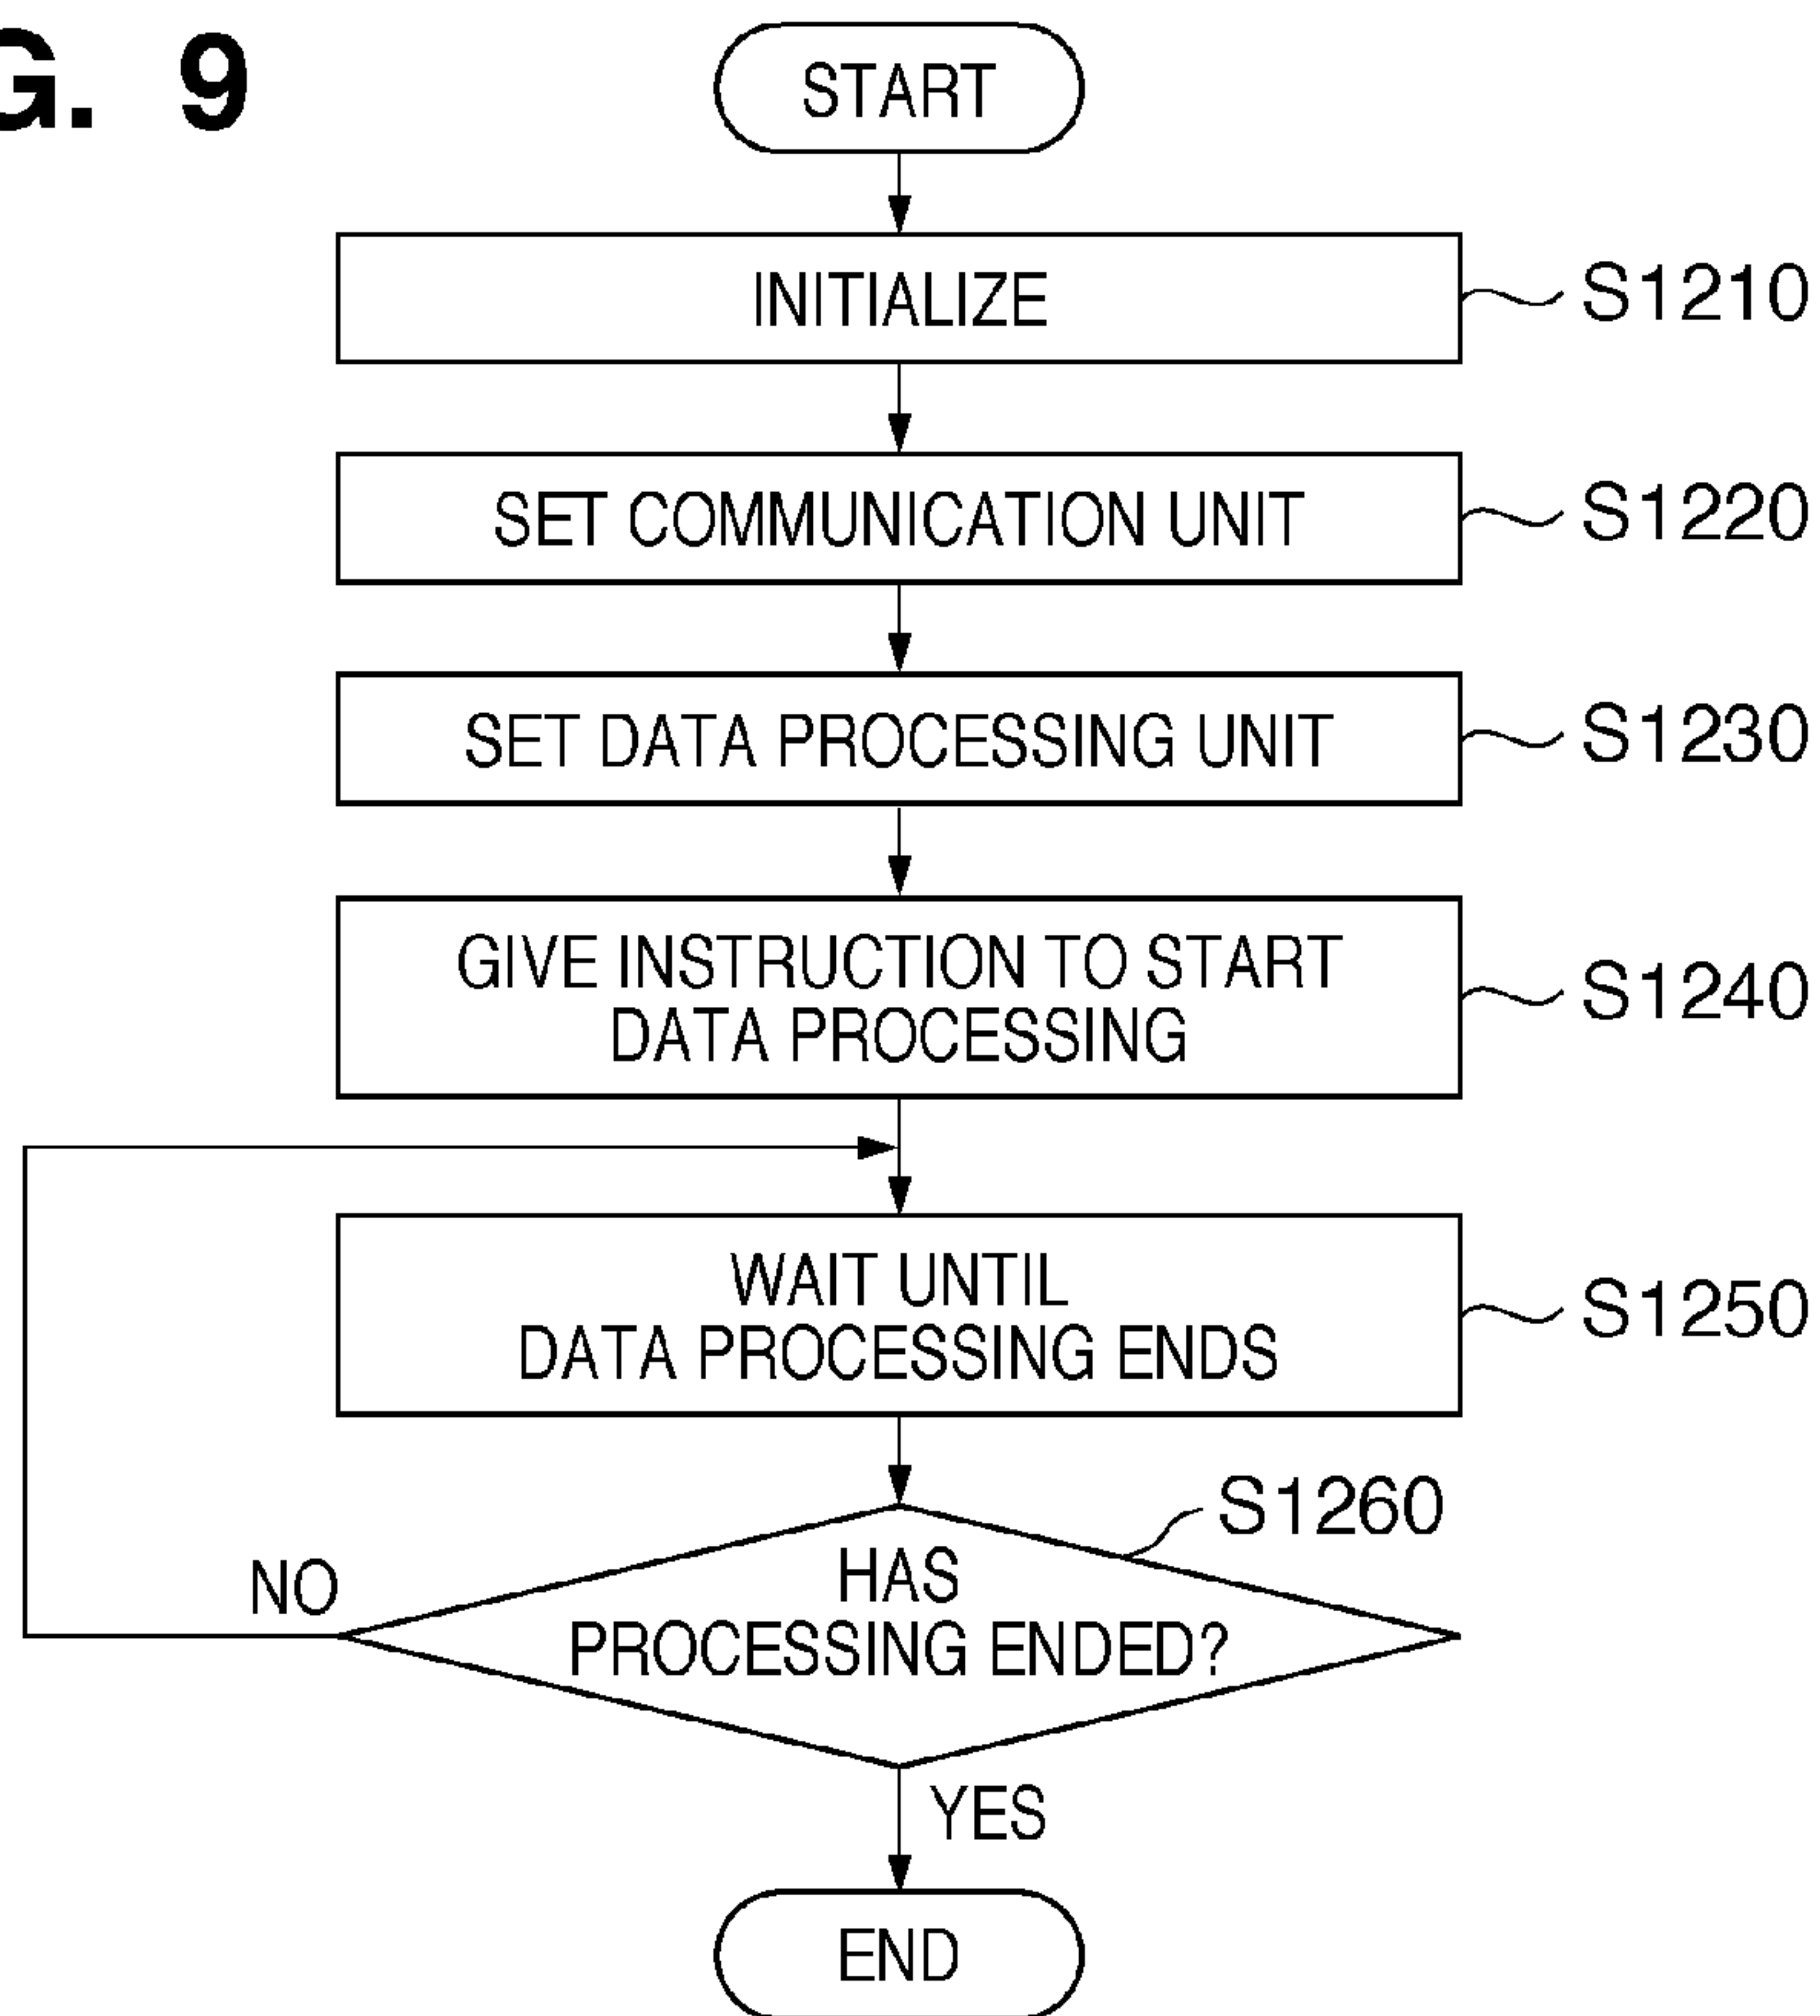 G. 9
START
INITIALIZE
S1210
SET COMMUNICATION UNIT
S1220
SET DATA PROCESSING UNIT
S1230
GIVE INSTRUCTION TO START
DATA PROCESSING
S1240
WAIT UNTIL
DATA PROCESSING ENDS
S1250
S1260
HAS
PROCESSING ENDED?
NO
YES
END